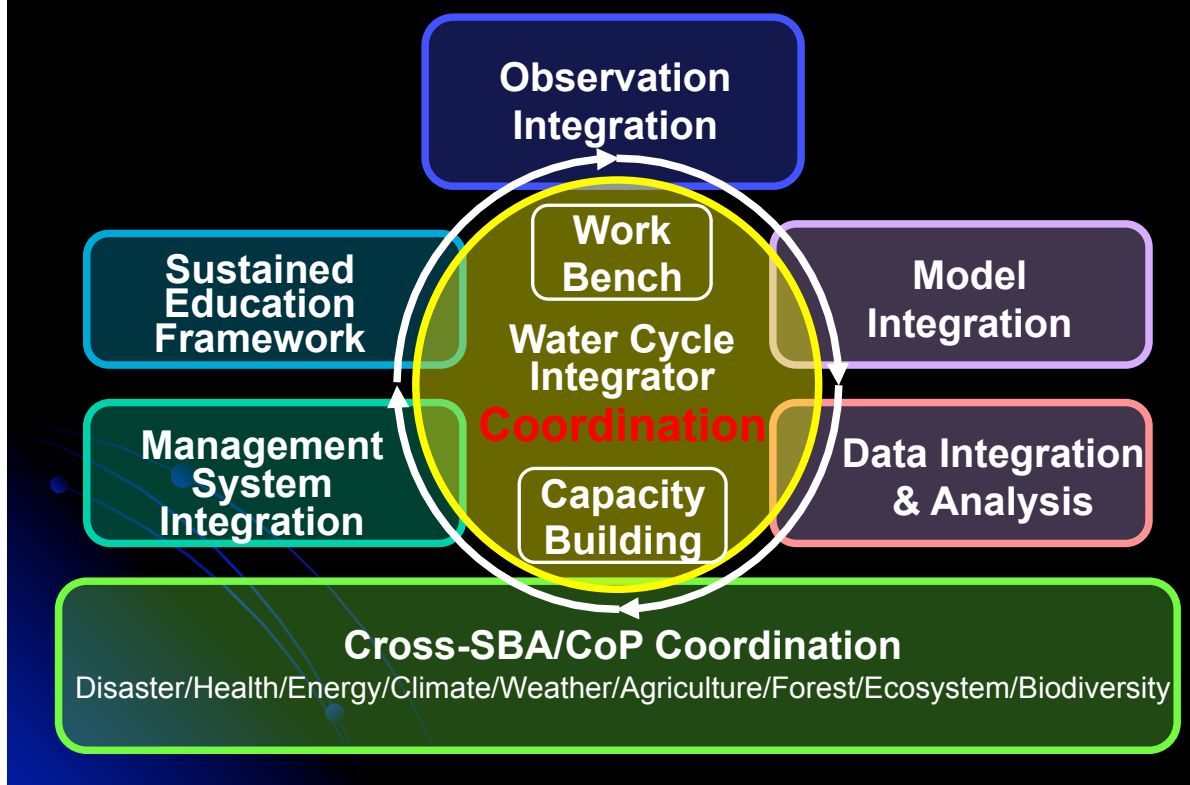 Observation
Integration
Work
Bench
Sustained
Education
Framework
Water Cycle
Integrator
Coordination
Model
Integration
Management
System
Integration
Capacity
Building
Data Integration
& Analysis
Cross-SBA/CoP Coordination
Disaster/Health/Energy/Climate/Weather/Agriculture/Forest/Ecosystem/Biodiversity